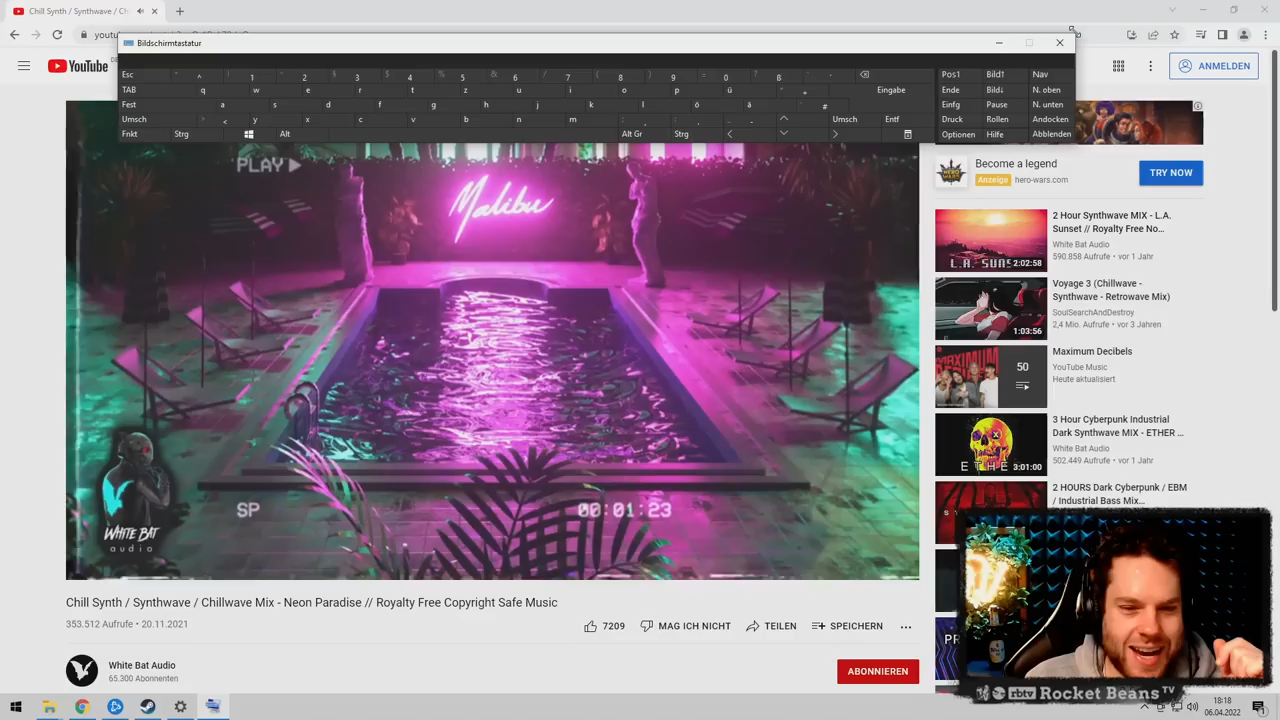 Chill Synth / Synthwave / Ch
YouTube
DE
ANMELDEN
Bildschirmtastatur
Esc ^ 1 2 3 4 5 6 7 8 9 0 ß ´
TAB q w e r t z u i o p ü + Eingabe
Fest a s d f g h j k l ö ä #
Umsch < y x c v b n m , . - Umsch Entf
Fnkt Strg Alt Alt Gr Strg
Pos1 Bild↑ Nav
Ende Bild↓ N. oben
Einfg Pause N. unten
Druck Rollen Andocken
Optionen Hilfe Abblenden
PLAY
Malibu
WHITE BAT
audio
SP
00:01:23
Become a legend
Anzeige hero-wars.com
TRY NOW
2 Hour Synthwave MIX - L.A.
Sunset // Royalty Free No...
White Bat Audio
590.858 Aufrufe • vor 1 Jahr
2:02:58
Voyage 3 (Chillwave -
Synthwave - Retrowave Mix)
SoulSearchAndDestroy
2,4 Mio. Aufrufe • vor 3 Jahren
1:03:56
Maximum Decibels
YouTube Music
Heute aktualisiert
MAXIMUM
50
3 Hour Cyberpunk Industrial
Dark Synthwave MIX - ETHER ...
White Bat Audio
502.449 Aufrufe • vor 1 Jahr
ETHE
3:01:00
2 HOURS Dark Cyberpunk / EBM
/ Industrial Bass Mix...
Chill Synth / Synthwave / Chillwave Mix - Neon Paradise // Royalty Free Copyright Safe Music
353.512 Aufrufe • 20.11.2021
7209
MAG ICH NICHT
TEILEN
SPEICHERN
White Bat Audio
65.300 Abonnenten
ABONNIEREN
rbtv Rocket Beans TV
18:18
06.04.2022